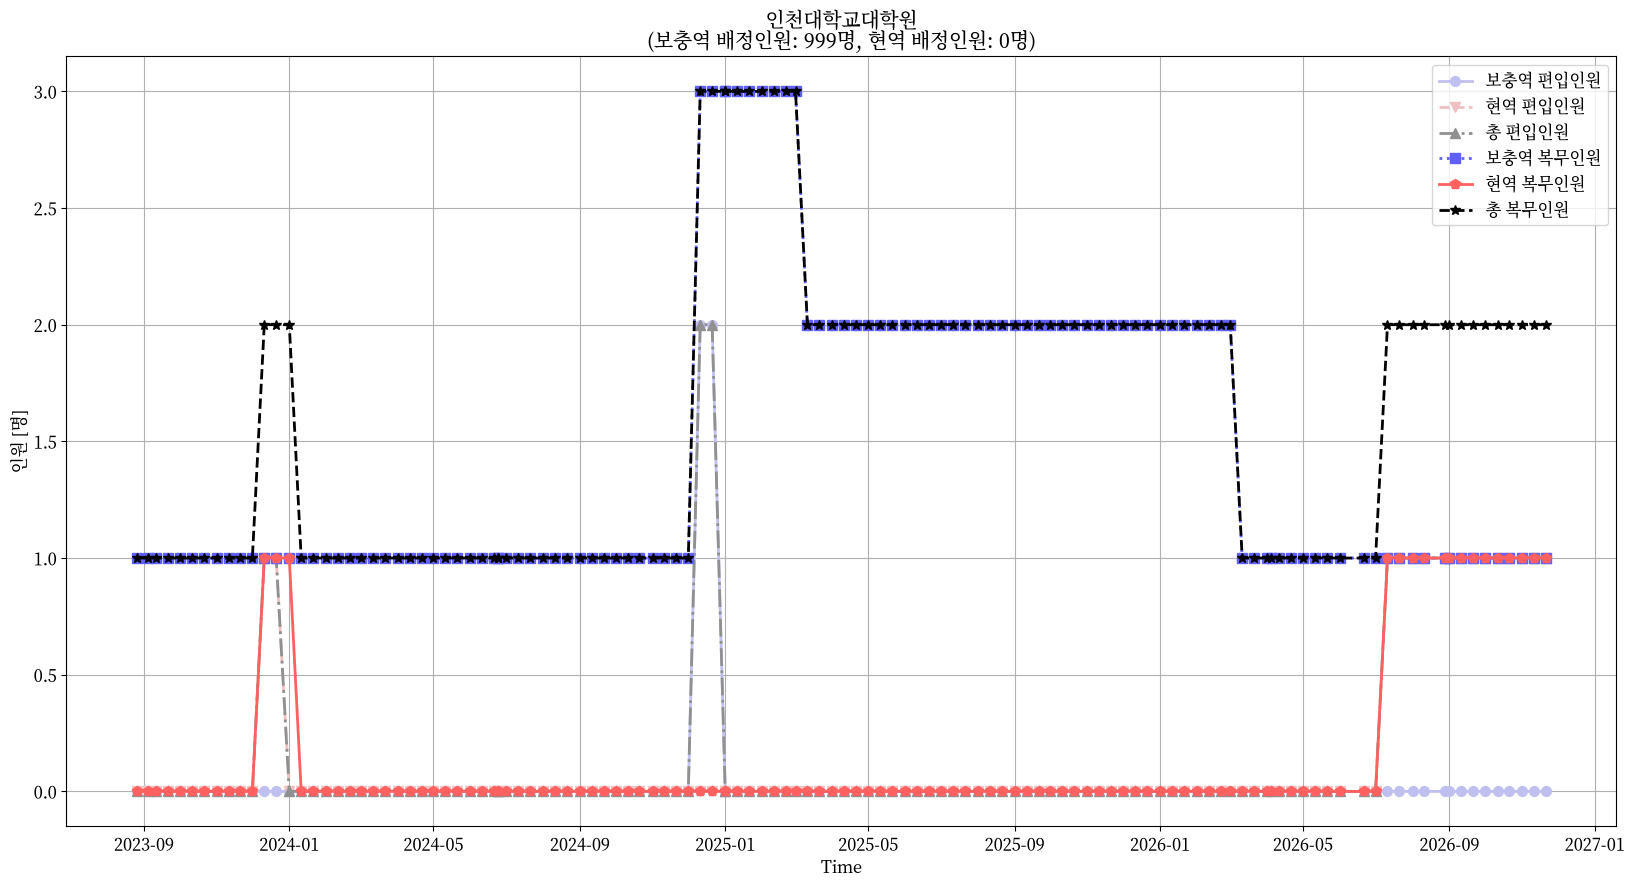 인천대학교대학원
(보충역 배정인원: 999명, 현역 배정인원: 0명)
인원 [명]
3.0
2.5
2.0
1.5
1.0
0.5
0.0
보충역 편입인원
현역 편입인원
총 편입인원
보충역 복무인원
현역 복무인원
총 복무인원
2023-09 2024-01 2024-05 2024-09 2025-01 2025-05 2025-09 2026-01 2026-05 2026-09 2027-01
Time